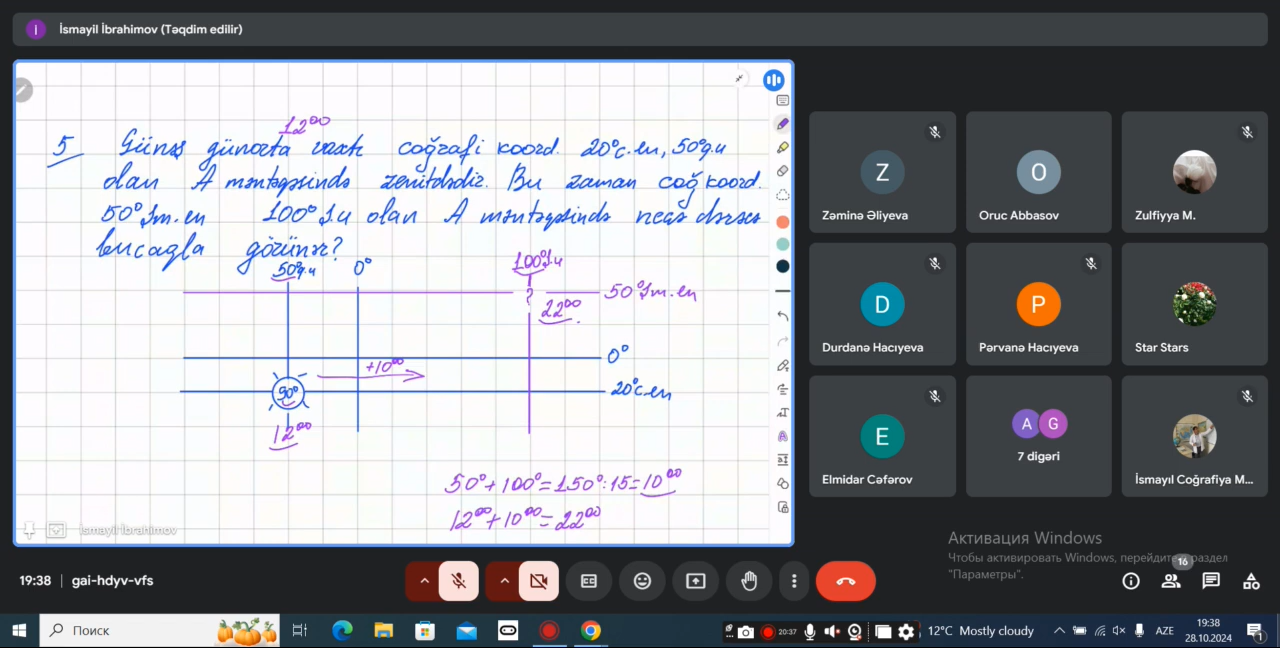 İsmayil İbrahimov (Təqdim edilir)
12⁰⁰
5 Günəş günorta vaxtı coğrafi koord. 20°c.en, 50°q.u
olan A məntəqəsində zenitdədir. Bu zaman coğ koord.
50°şm.en 100°ş.u olan A məntəqəsində neçə dərəcə
bucaqla görünər?
50°q.u 0° 100°ş.u
? 50°şm.en
22⁰⁰
0°
+10⁰⁰
50° 20°c.en
12⁰⁰
50°+100°=150°:15=10⁰⁰
12⁰⁰+10⁰⁰=22⁰⁰
İsmayil İbrahimov
Z
Zəminə Əliyeva
O
Oruc Abbasov
Zulfiyya M.
D
Durdanə Hacıyeva
P
Pərvanə Hacıyeva
Star Stars
E
Elmidar Cəfərov
A G
7 digəri
İsmayıl Coğrafiya M...
Активация Windows
Чтобы активировать Windows, перейдите раздел
"Параметры".
16
19:38 | gai-hdyv-vfs
Поиск
20:37
12°C Mostly cloudy
AZE
19:38
28.10.2024
1